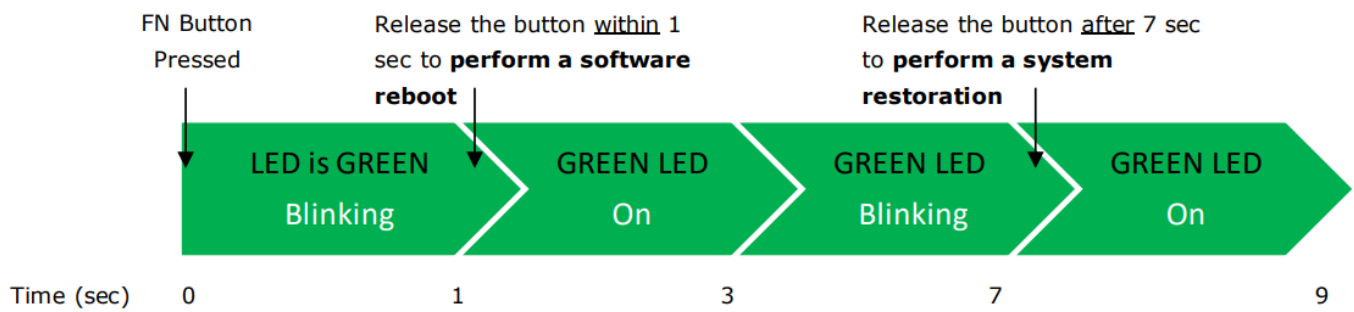 FN Button
Pressed
Release the button within 1
sec to perform a software
reboot
Release the button after 7 sec
to perform a system
restoration
LED is GREEN
Blinking
GREEN LED
On
GREEN LED
Blinking
GREEN LED
On
Time (sec) 0 1 3 7 9